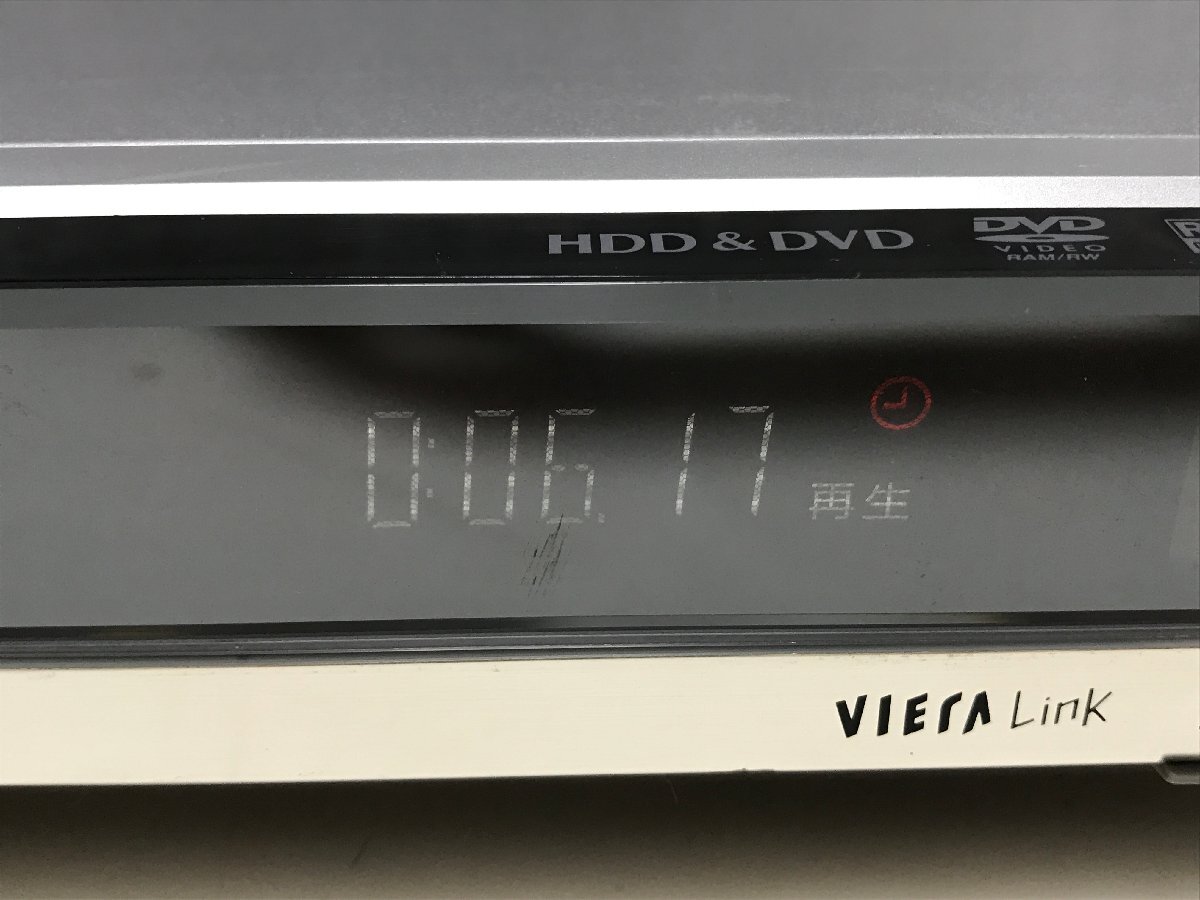 HDD & DVD
DVD
VIDEO
RAM/RW
0:06.17
再生
VIERA Link